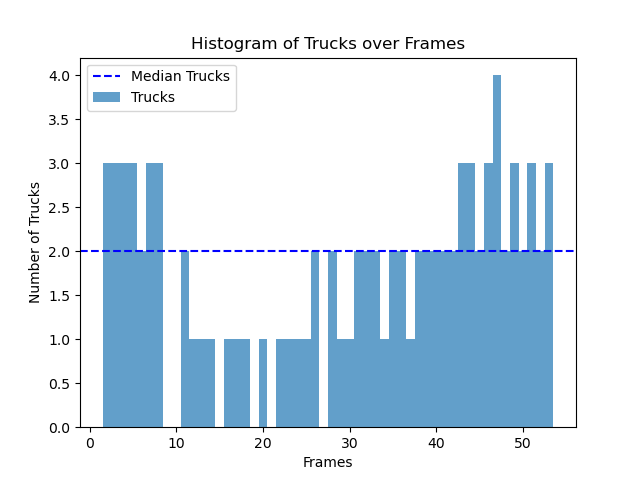 Histogram of Trucks over Frames
Median Trucks
Trucks
Number of Trucks
4.0
3.5
3.0
2.5
2.0
1.5
1.0
0.5
0.0
0 10 20 30 40 50
Frames